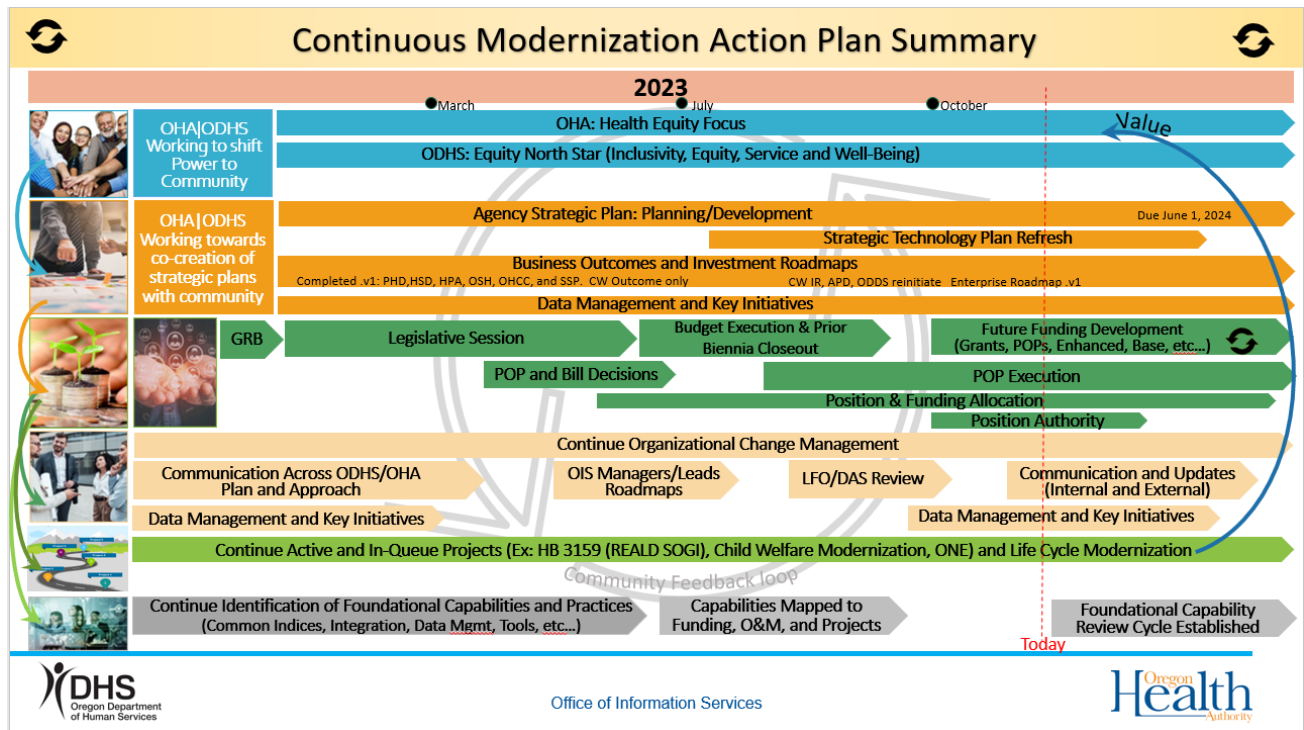 Continuous Modernization Action Plan Summary
2023
March
July
October
OHA|ODHS
Working to shift
Power to
Community
OHA: Health Equity Focus
Value
ODHS: Equity North Star (Inclusivity, Equity, Service and Well-Being)
OHA|ODHS
Working towards
co-creation of
strategic plans
with community
Agency Strategic Plan: Planning/Development
Due June 1, 2024
Strategic Technology Plan Refresh
Business Outcomes and Investment Roadmaps
Completed .v1: PHD,HSD, HPA, OSH, OHCC, and SSP. CW Outcome only
CW IR, APD, ODDS reinitiate Enterprise Roadmap .v1
Data Management and Key Initiatives
GRB
Legislative Session
Budget Execution & Prior
Biennia Closeout
Future Funding Development
(Grants, POPs, Enhanced, Base, etc…)
POP and Bill Decisions
POP Execution
Position & Funding Allocation
Position Authority
Continue Organizational Change Management
Communication Across ODHS/OHA
Plan and Approach
OIS Managers/Leads
Roadmaps
LFO/DAS Review
Communication and Updates
(Internal and External)
Data Management and Key Initiatives
Data Management and Key Initiatives
Continue Active and In-Queue Projects (Ex: HB 3159 (REALD SOGI), Child Welfare Modernization, ONE) and Life Cycle Modernization
Community Feedback loop
Continue Identification of Foundational Capabilities and Practices
(Common Indices, Integration, Data Mgmt, Tools, etc…)
Capabilities Mapped to
Funding, O&M, and Projects
Foundational Capability
Review Cycle Established
Today
DHS
Oregon Department
of Human Services
Office of Information Services
Oregon
Health
Authority